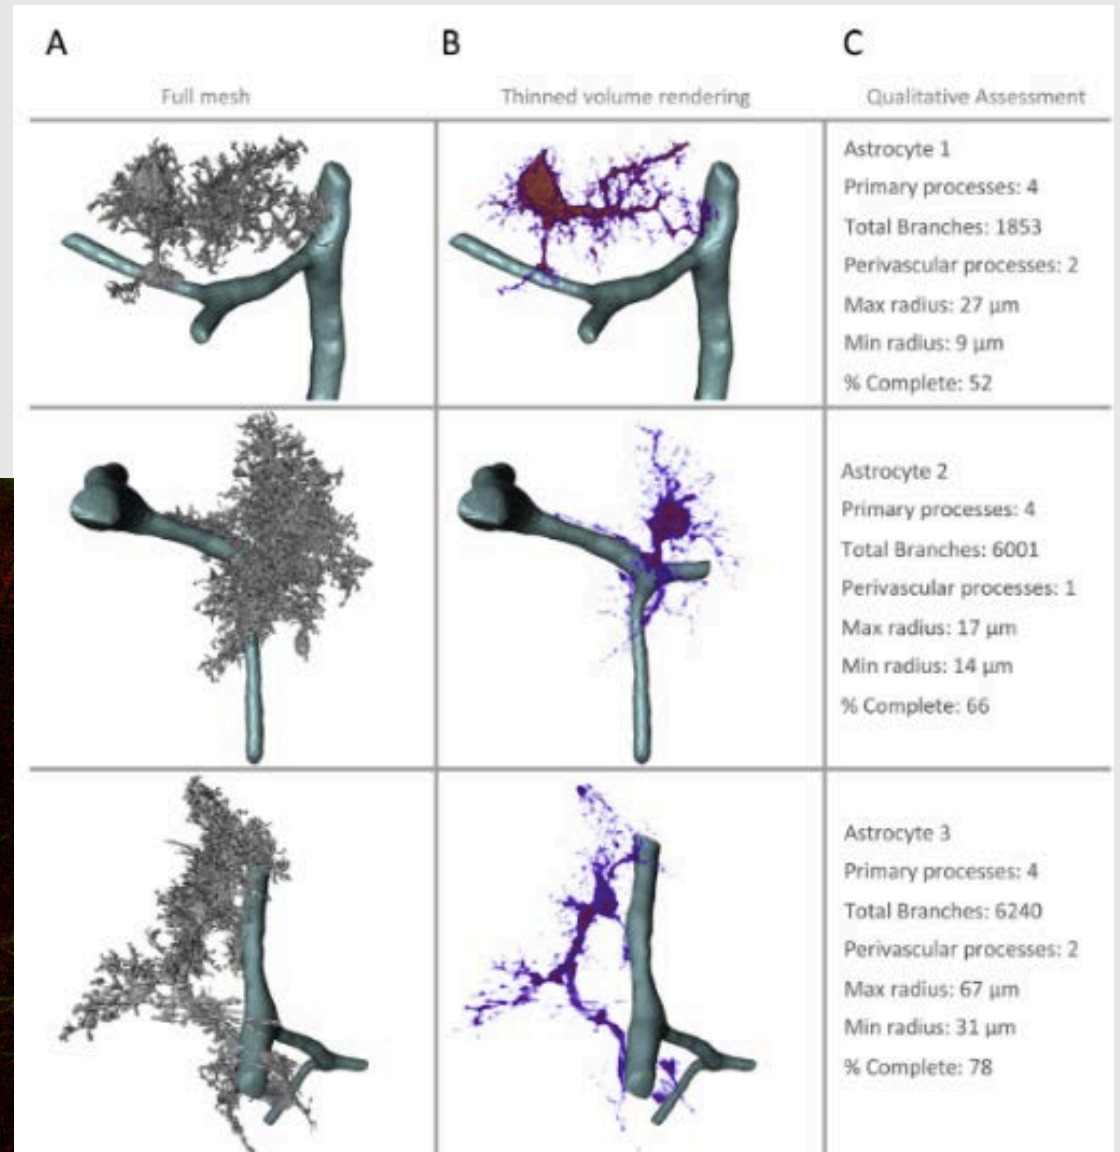 A
B
C
Full mesh
Thinned volume rendering
Qualitative Assessment
Astrocyte 1
Primary processes: 4
Total Branches: 1853
Perivascular processes: 2
Max radius: 27 µm
Min radius: 9 µm
% Complete: 52
Astrocyte 2
Primary processes: 4
Total Branches: 6001
Perivascular processes: 1
Max radius: 17 µm
Min radius: 14 µm
% Complete: 66
Astrocyte 3
Primary processes: 4
Total Branches: 6240
Perivascular processes: 2
Max radius: 67 µm
Min radius: 31 µm
% Complete: 78